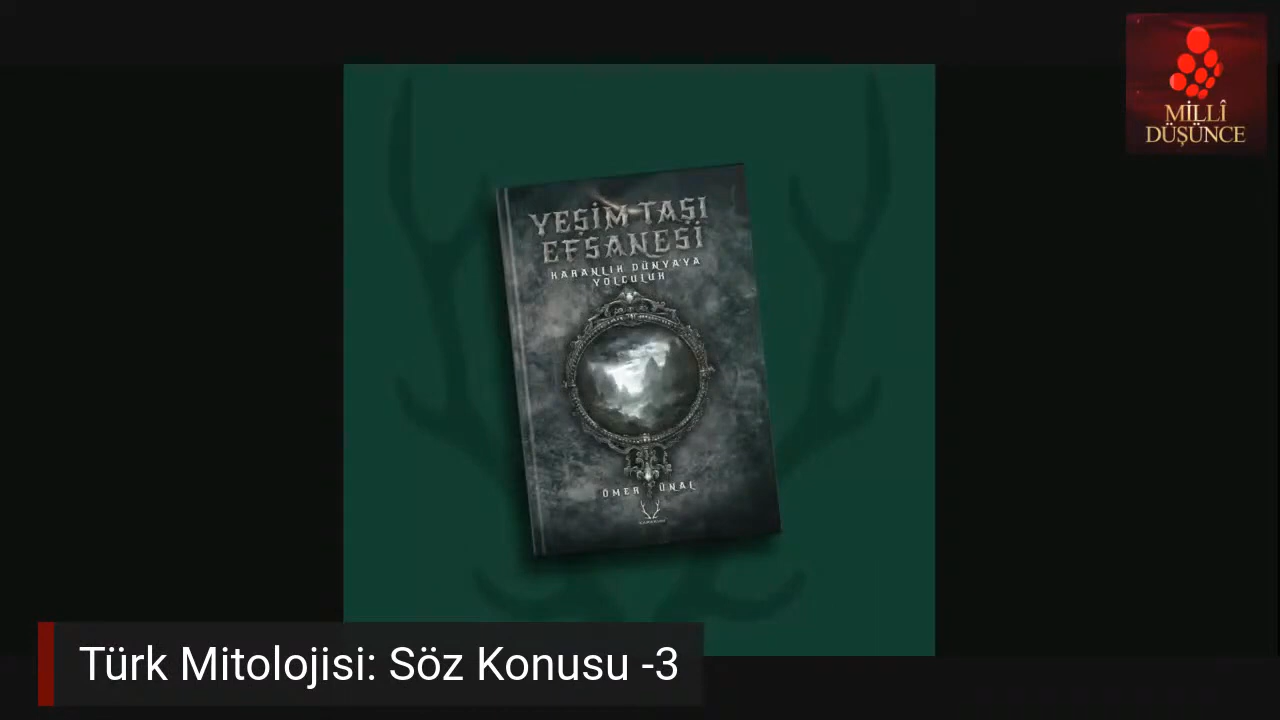 MİLLÎ
DÜŞÜNCE
YEŞİM TAŞI
EFSANESİ
KARANLIK DÜNYA'YA
YOLCULUK
ÖMER ÜNAL
Türk Mitolojisi: Söz Konusu -3